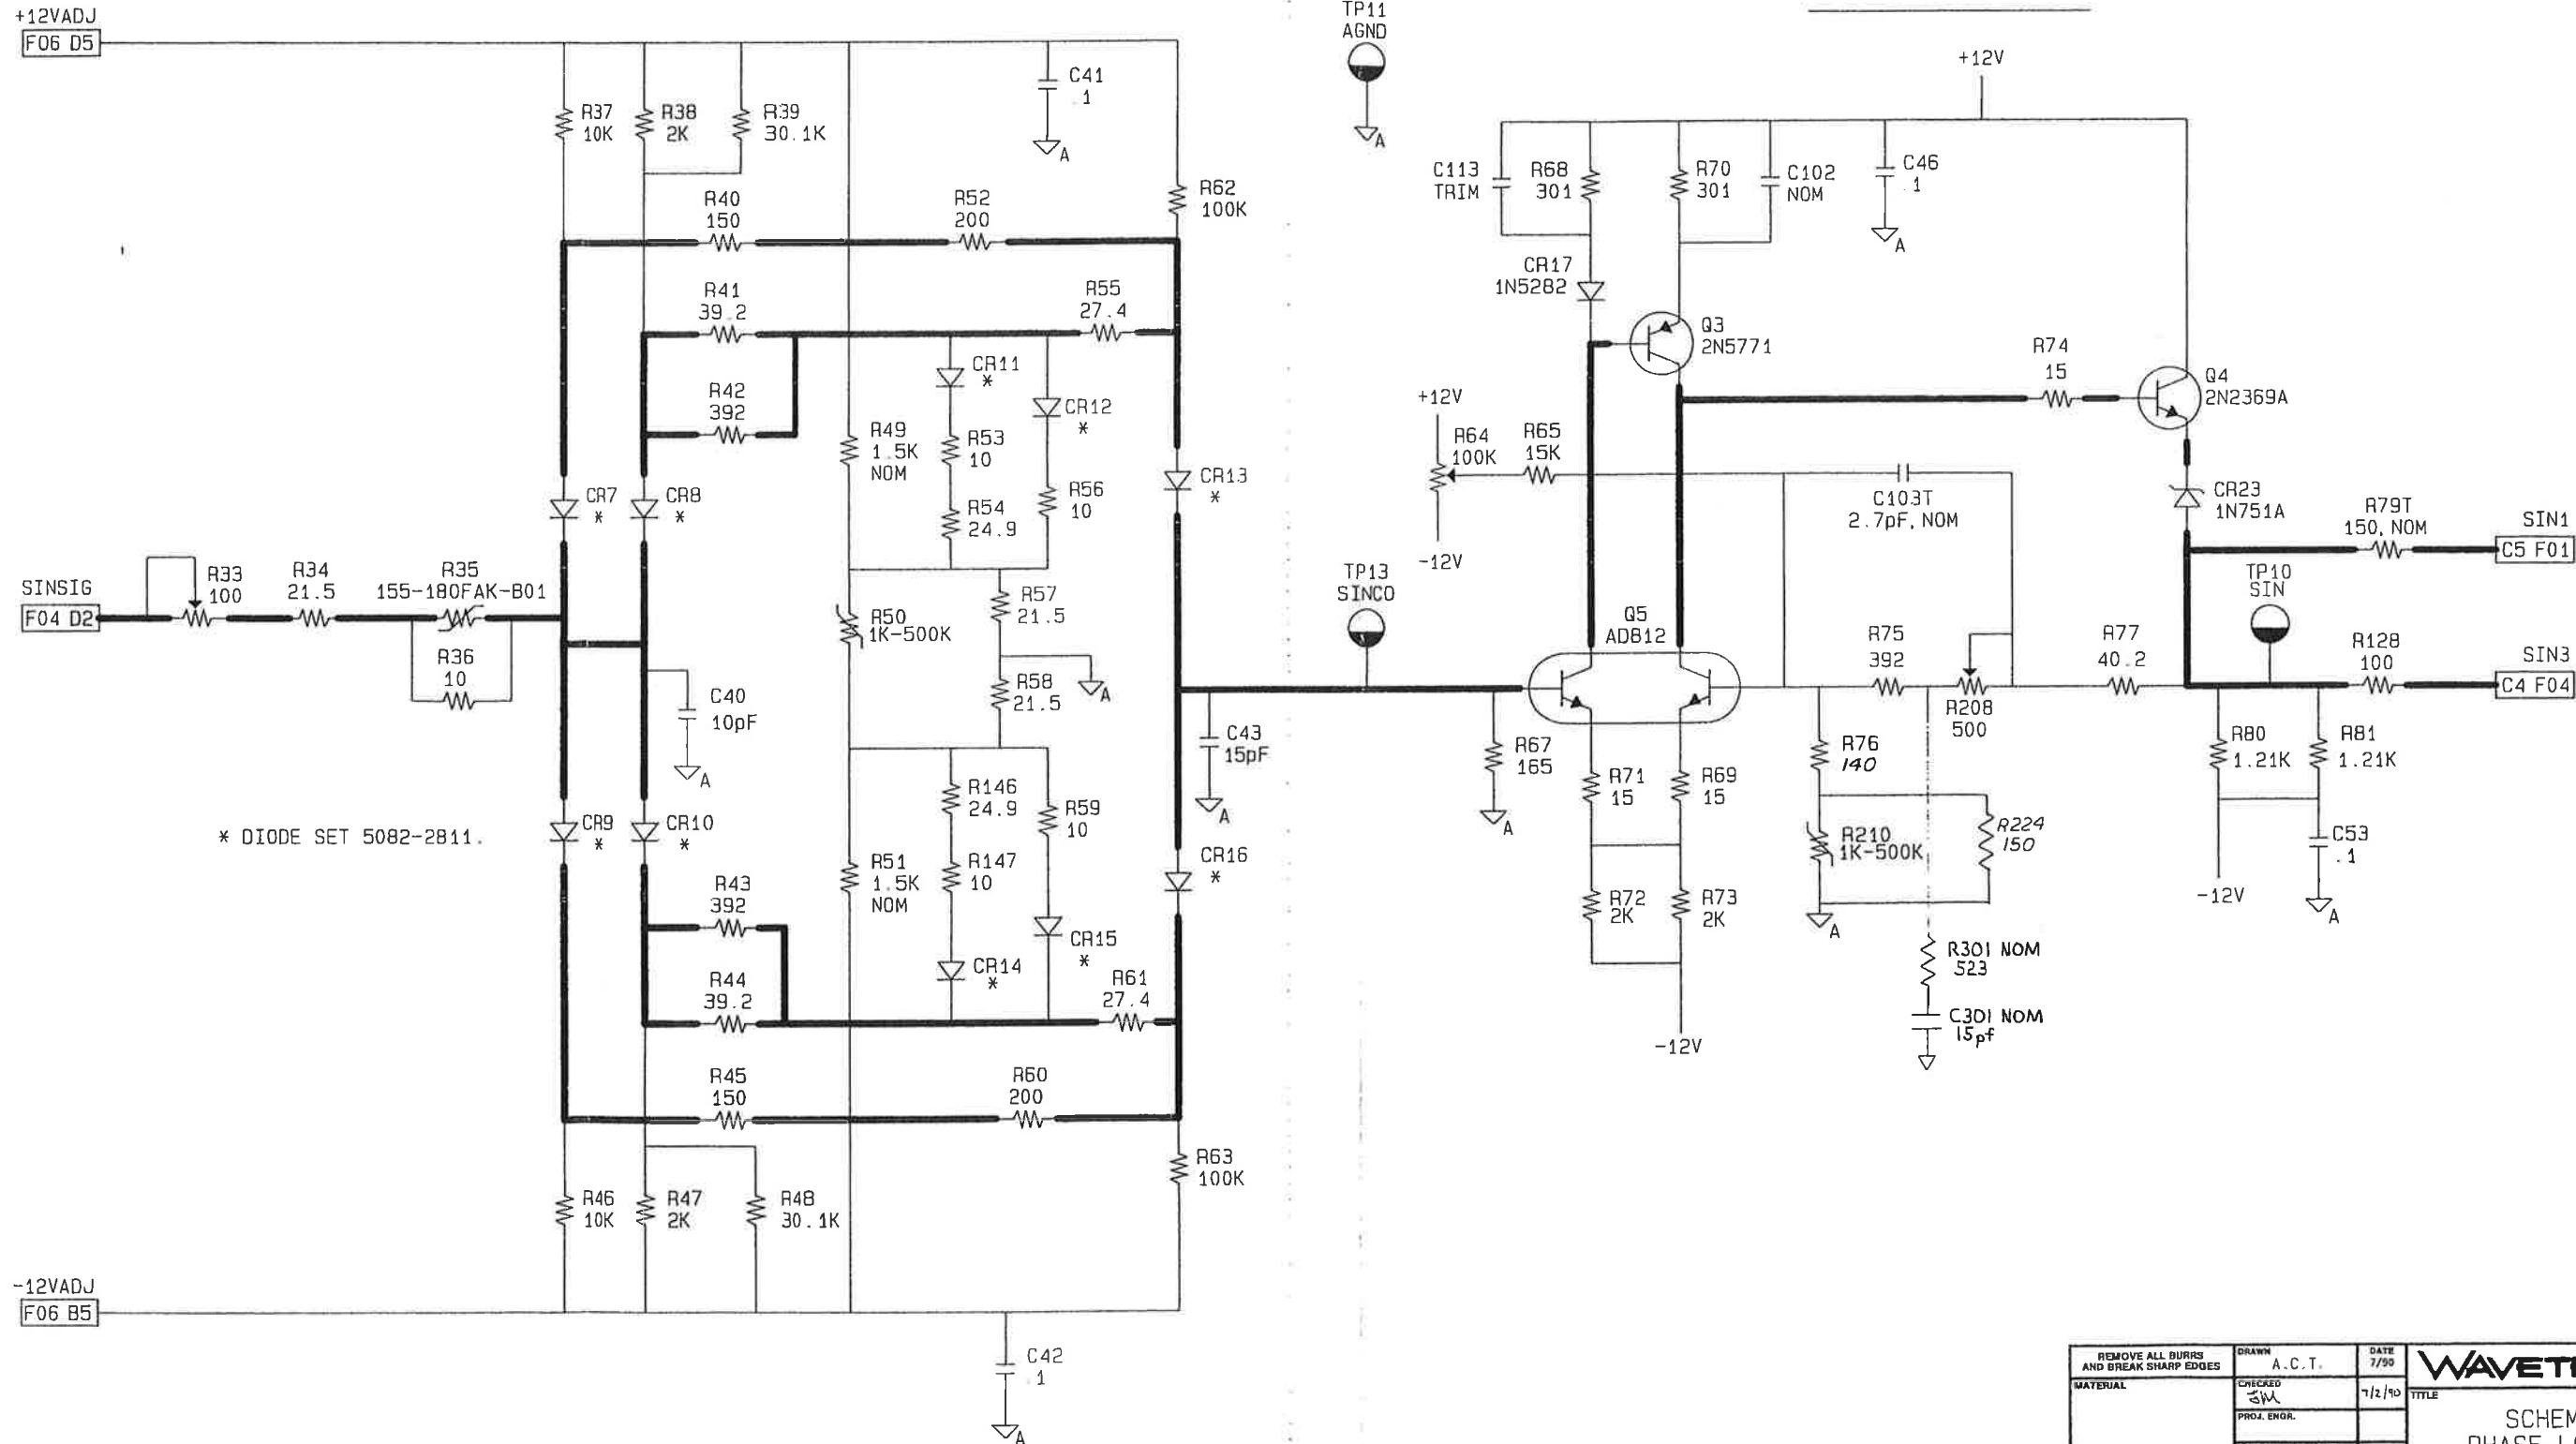 +12VADJ
F06 D5
R37
10K
R38
2K
R39
30.1K
C41
.1
A
R62
100K
R40
150
R52
200
R41
39.2
R55
27.4
R42
392
CR11
*
CR12
*
R49
1.5K
NOM
R53
10
R54
24.9
R56
10
CR13
*
CR7
*
CR8
*
SINSIG
F04 D2
R33
100
R34
21.5
R35
155-180FAK-B01
R36
10
R50
1K-500K
R57
21.5
R58
21.5
A
C40
10pF
A
C43
15pF
A
* DIODE SET 5082-2811.
CR9
*
CR10
*
R146
24.9
R59
10
R147
10
R51
1.5K
NOM
CR16
*
R43
392
CR15
*
CR14
*
R44
39.2
R61
27.4
R45
150
R60
200
R63
100K
R46
10K
R47
2K
R48
30.1K
-12VADJ
F06 B5
C42
.1
A
TP11
AGND
A
+12V
C113
TRIM
R68
301
R70
301
C102
NOM
C46
.1
A
CR17
1N5282
Q3
2N5771
R74
15
Q4
2N2369A
+12V
R64
100K
R65
15K
-12V
C103T
2.7pF, NOM
CR23
1N751A
R79T
150, NOM
SIN1
C5 F01
TP13
SINCO
Q5
AD812
TP10
SIN
R75
392
R208
500
R77
40.2
R128
100
SIN3
C4 F04
R67
165
A
R71
15
R69
15
R76
140
R80
1.21K
R81
1.21K
R210
1K-500K
R224
150
A
C53
.1
A
-12V
R72
2K
R73
2K
-12V
R301 NOM
523
C301 NOM
15pf
REMOVE ALL BURRS
AND BREAK SHARP EDGES
MATERIAL
DRAWN
A.C.T.
DATE
7/90
CHECKED
JM
7/2/90
PROJ. ENGR.
TITLE